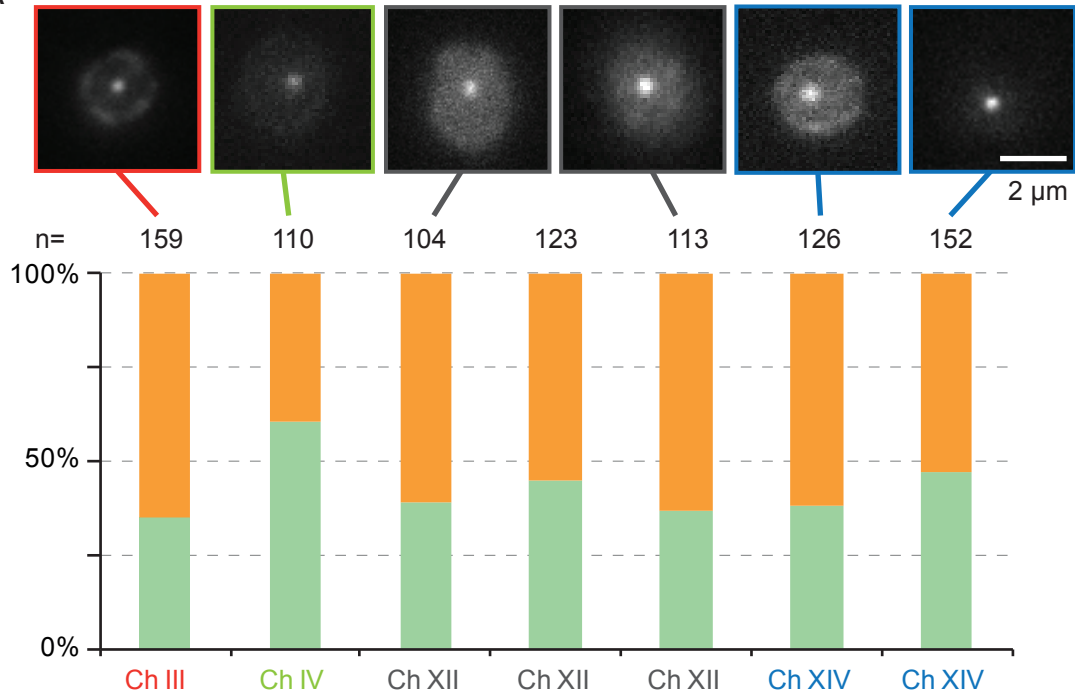 2 µm
n= 159 110 104 123 113 126 152
100%
50%
0%
Ch III Ch IV Ch XII Ch XII Ch XII Ch XIV Ch XIV